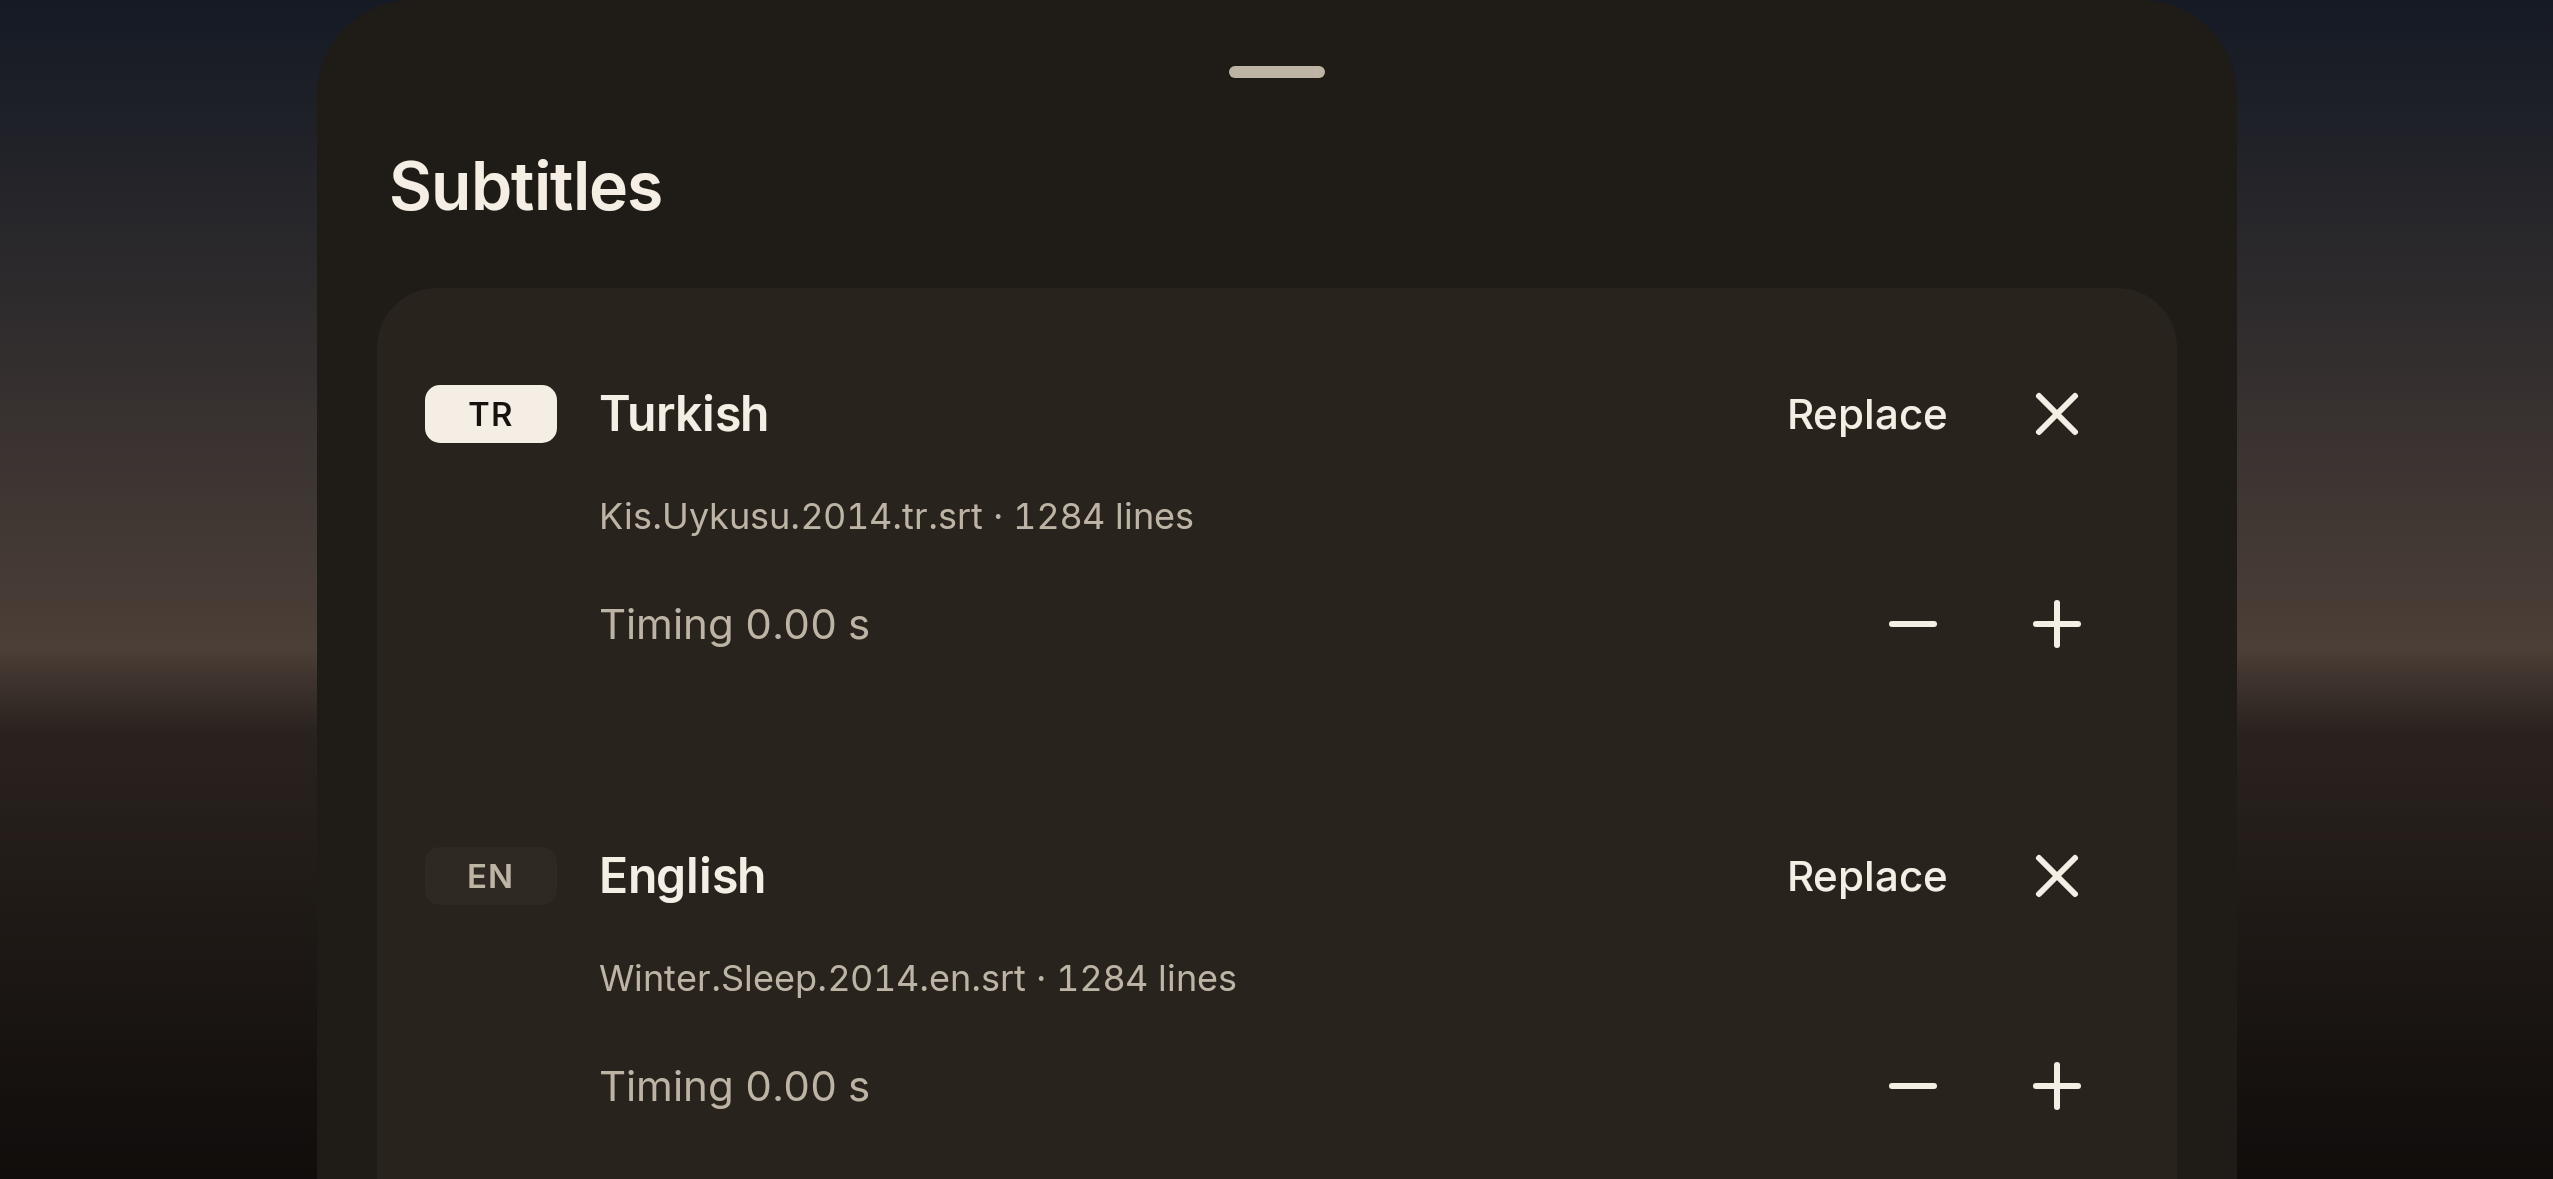 Subtitles
TR Turkish Replace
Kis.Uykusu.2014.tr.srt · 1284 lines
Timing 0.00 s
EN English Replace
Winter.Sleep.2014.en.srt · 1284 lines
Timing 0.00 s